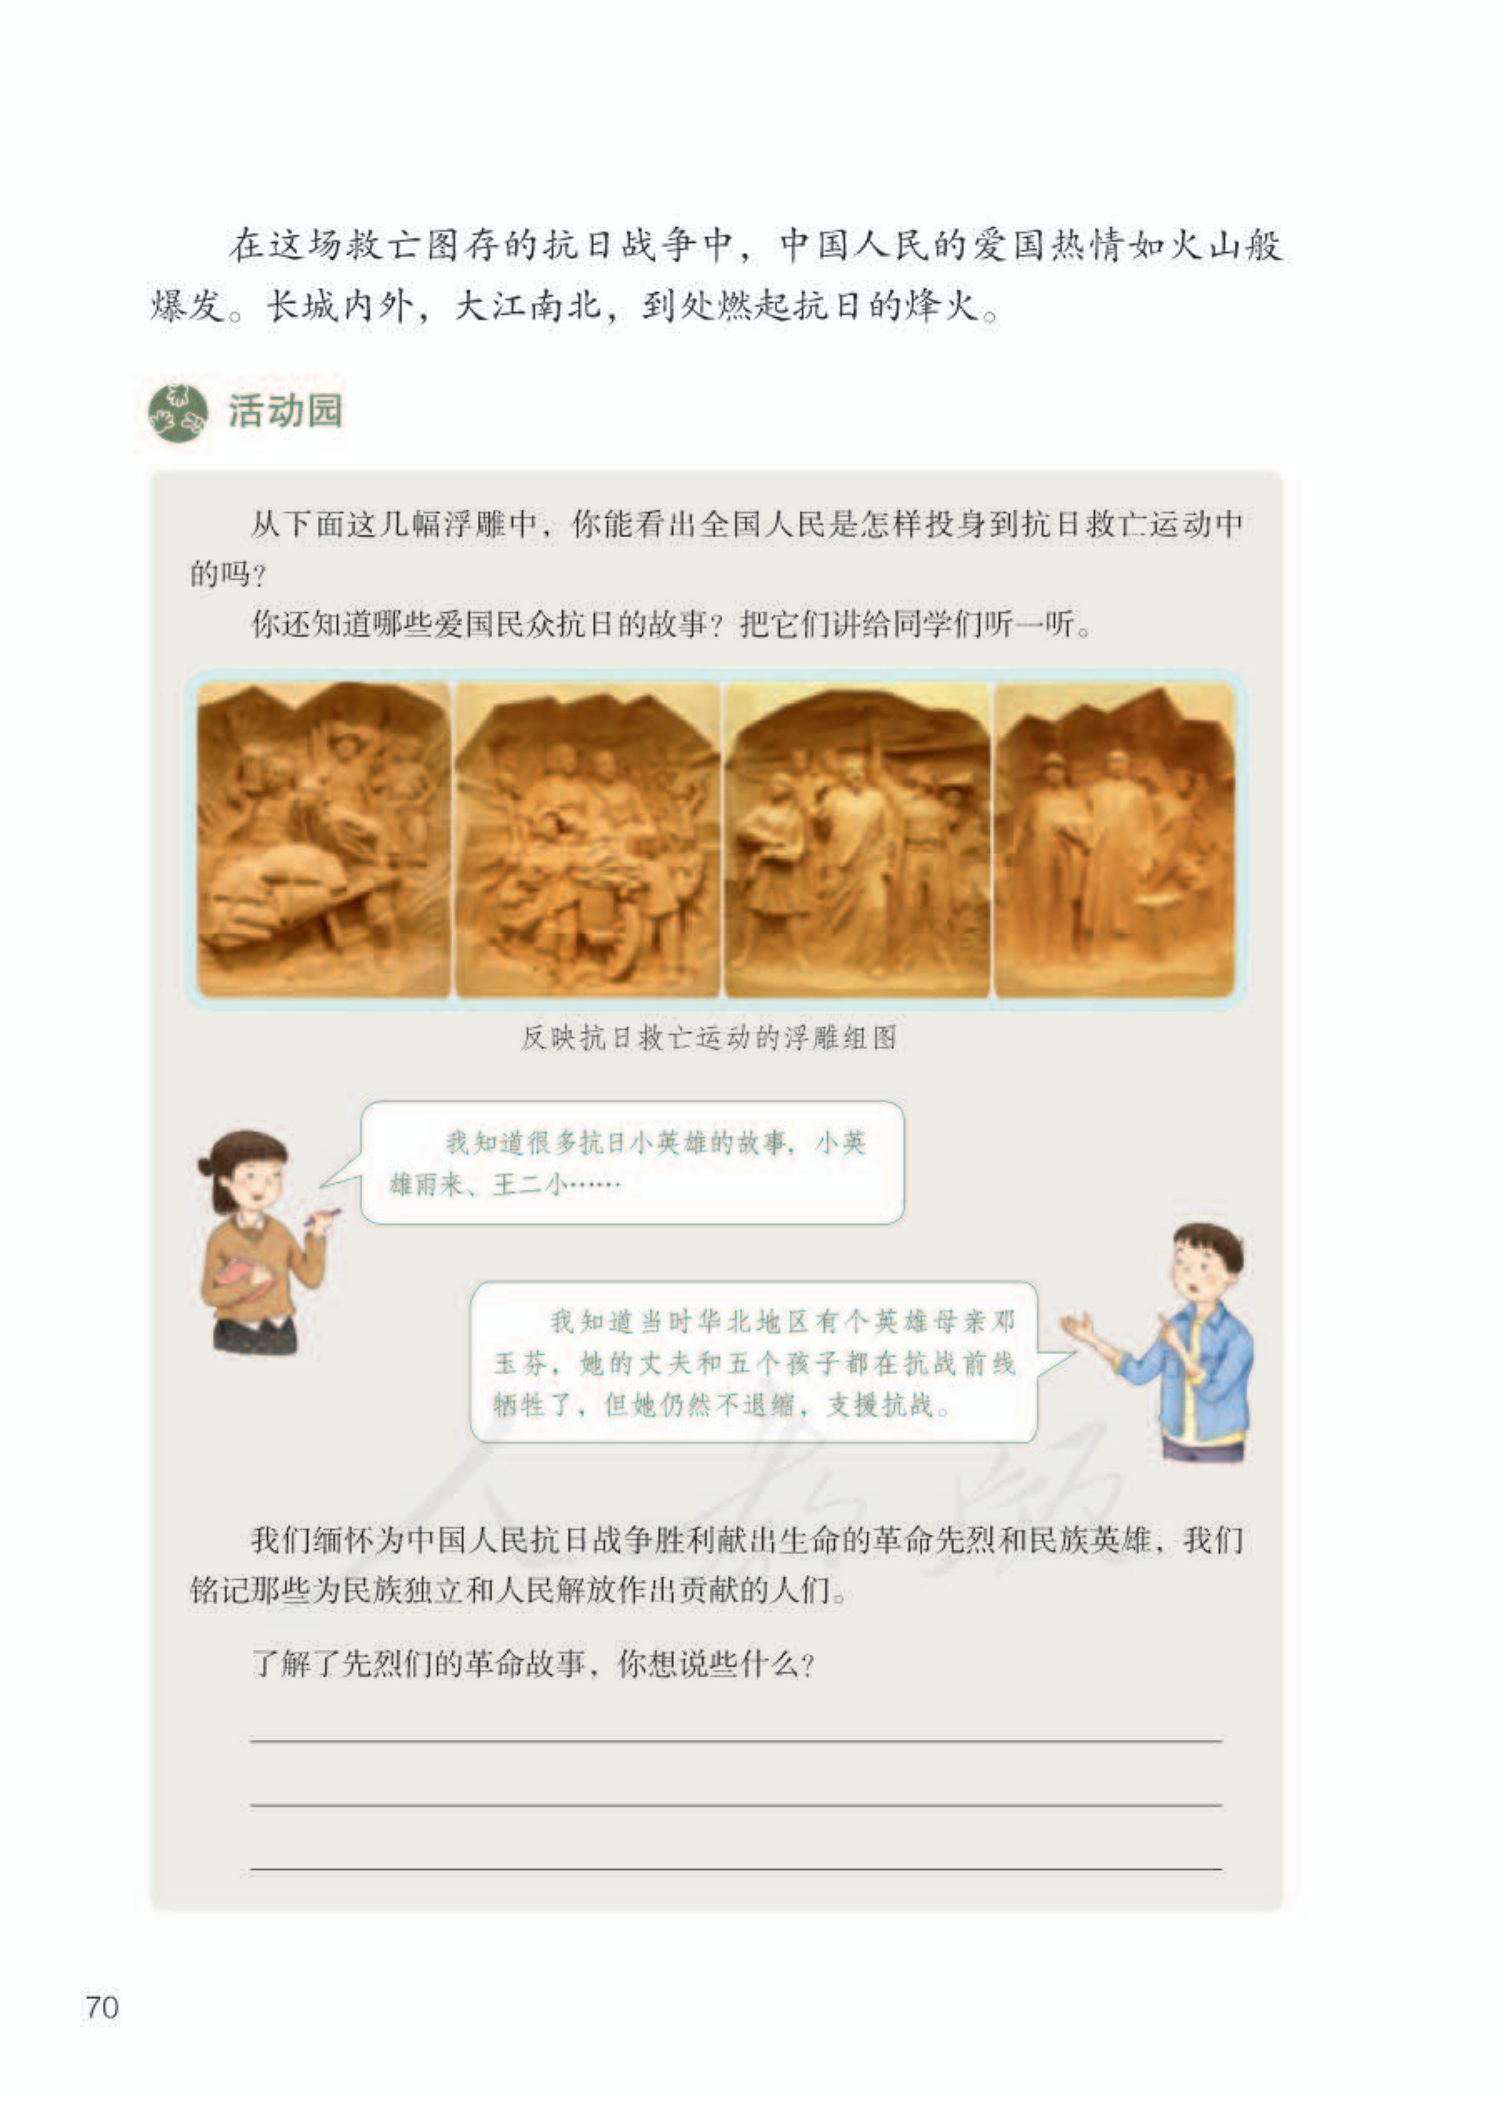 在这场救亡图存的抗日战争中，中国人民的爱国热情如火山般
爆发。长城内外，大江南北，到处燃起抗日的烽火。
活动园
从下面这几幅浮雕中，你能看出全国人民是怎样投身到抗日救亡运动中
的吗？
你还知道哪些爱国民众抗日的故事？把它们讲给同学们听一听。
反映抗日救亡运动的浮雕组图
我知道很多抗日小英雄的故事，小英
雄雨来、王二小……
我知道当时华北地区有个英雄母亲邓
玉芬，她的丈夫和五个孩子都在抗战前线
牺牲了，但她仍然不退缩，支援抗战。
人教版
我们缅怀为中国人民抗日战争胜利献出生命的革命先烈和民族英雄，我们
铭记那些为民族独立和人民解放作出贡献的人们。
了解了先烈们的革命故事，你想说些什么？
70